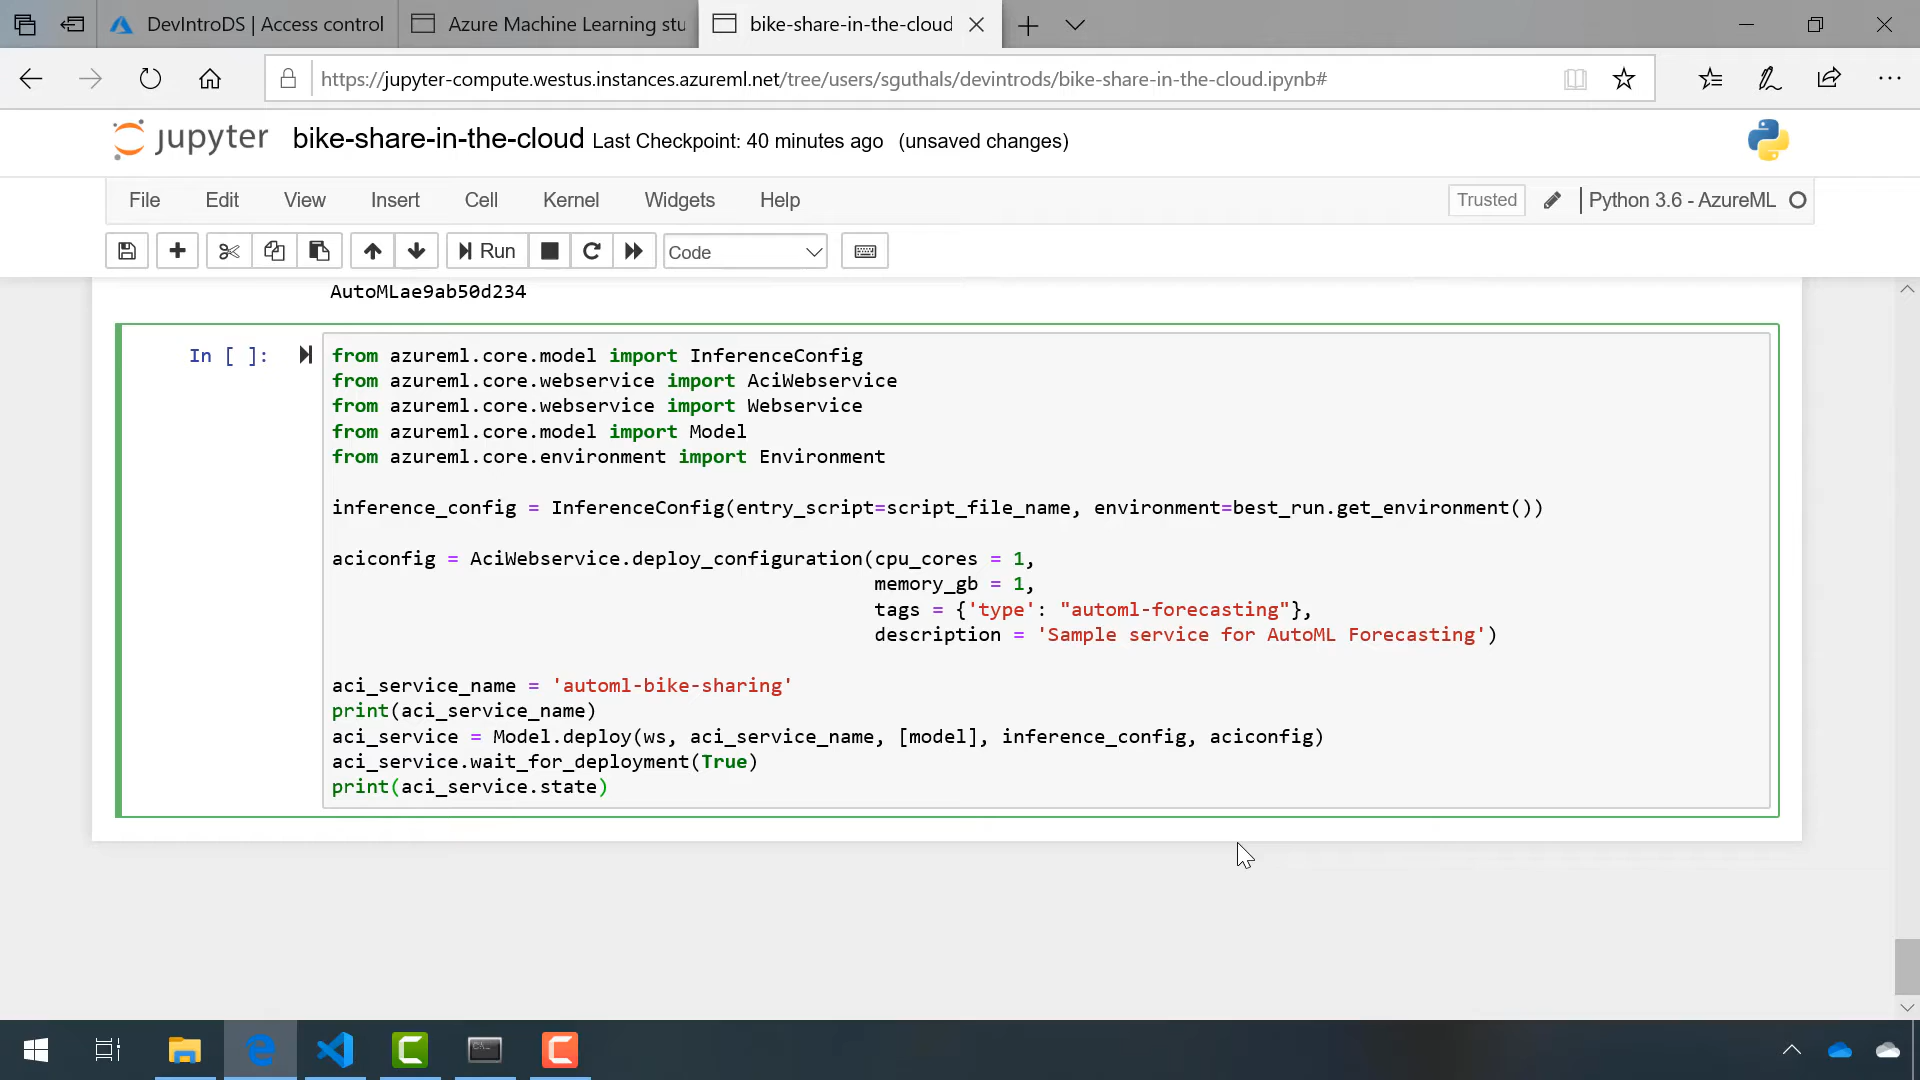 DevIntroDS | Access control
Azure Machine Learning stu
bike-share-in-the-cloud
https://jupyter-compute.westus.instances.azureml.net/tree/users/sguthals/devintrods/bike-share-in-the-cloud.ipynb#
jupyter bike-share-in-the-cloud Last Checkpoint: 40 minutes ago (unsaved changes)
File Edit View Insert Cell Kernel Widgets Help Trusted Python 3.6 - AzureML
Run Code
AutoMLae9ab50d234
In [ ]: from azureml.core.model import InferenceConfig
from azureml.core.webservice import AciWebservice
from azureml.core.webservice import Webservice
from azureml.core.model import Model
from azureml.core.environment import Environment
inference_config = InferenceConfig(entry_script=script_file_name, environment=best_run.get_environment())
aciconfig = AciWebservice.deploy_configuration(cpu_cores = 1,
memory_gb = 1,
tags = {'type': "automl-forecasting"},
description = 'Sample service for AutoML Forecasting')
aci_service_name = 'automl-bike-sharing'
print(aci_service_name)
aci_service = Model.deploy(ws, aci_service_name, [model], inference_config, aciconfig)
aci_service.wait_for_deployment(True)
print(aci_service.state)